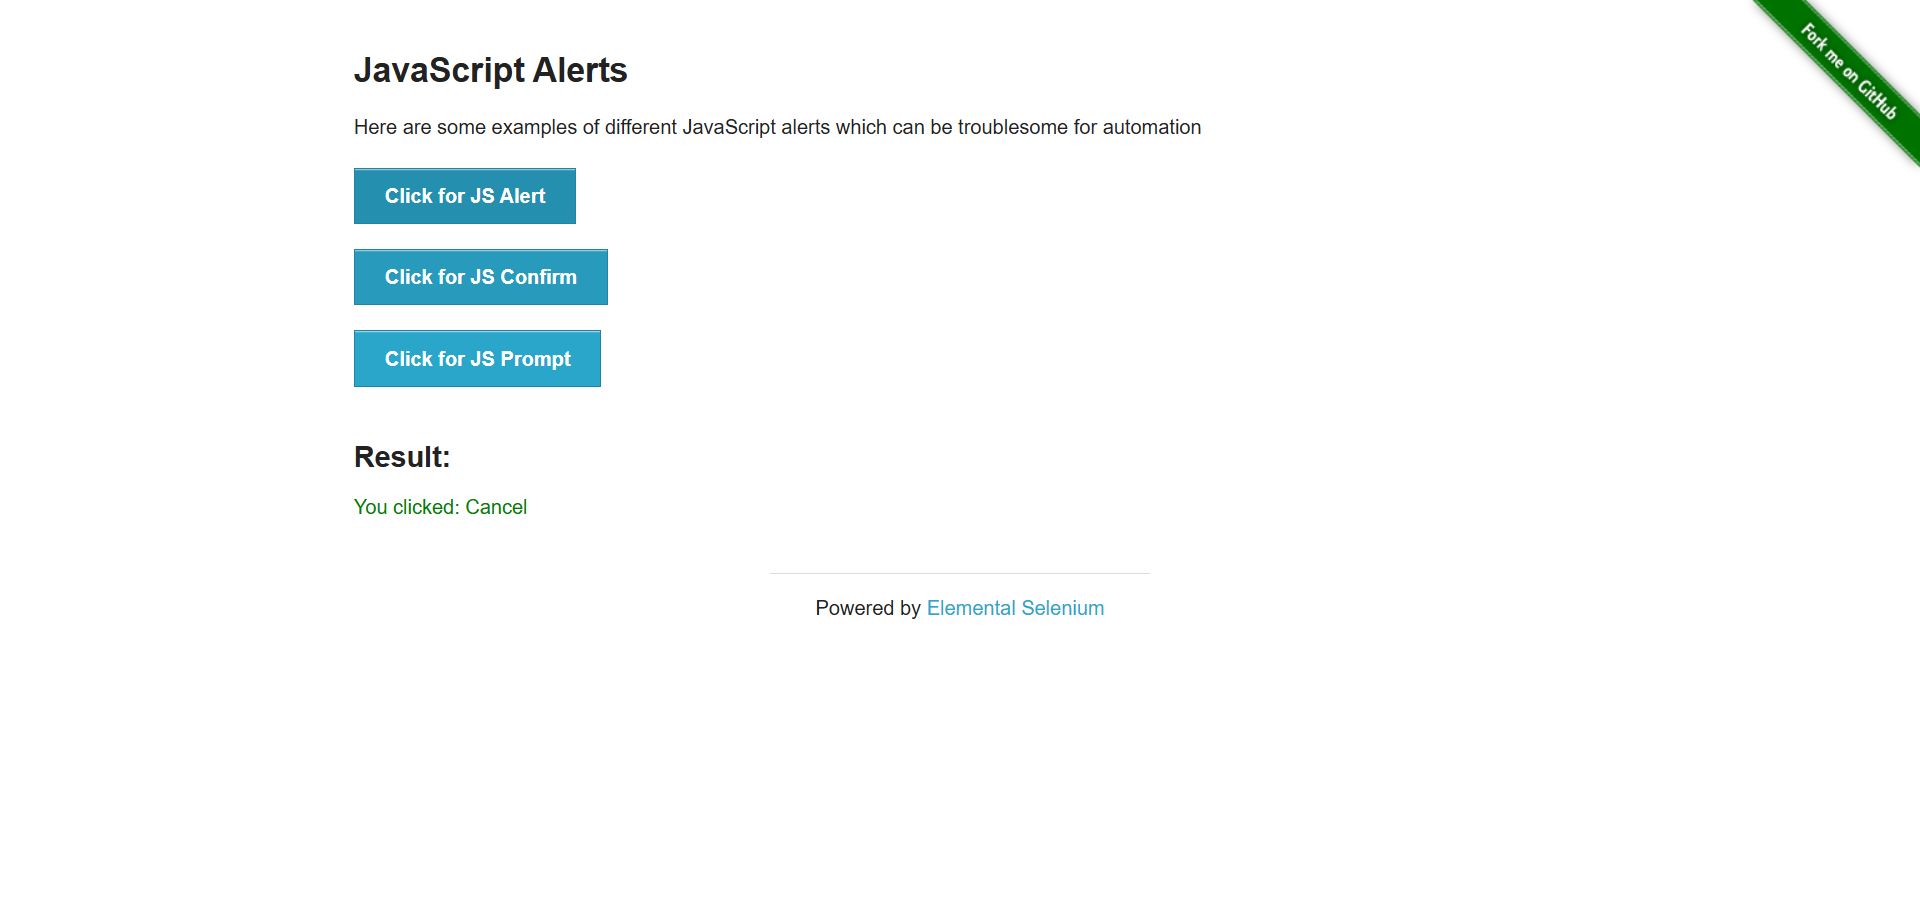 Fork me on GitHub
JavaScript Alerts
Here are some examples of different JavaScript alerts which can be troublesome for automation
Click for JS Alert
Click for JS Confirm
Click for JS Prompt
Result:
You clicked: Cancel
Powered by Elemental Selenium